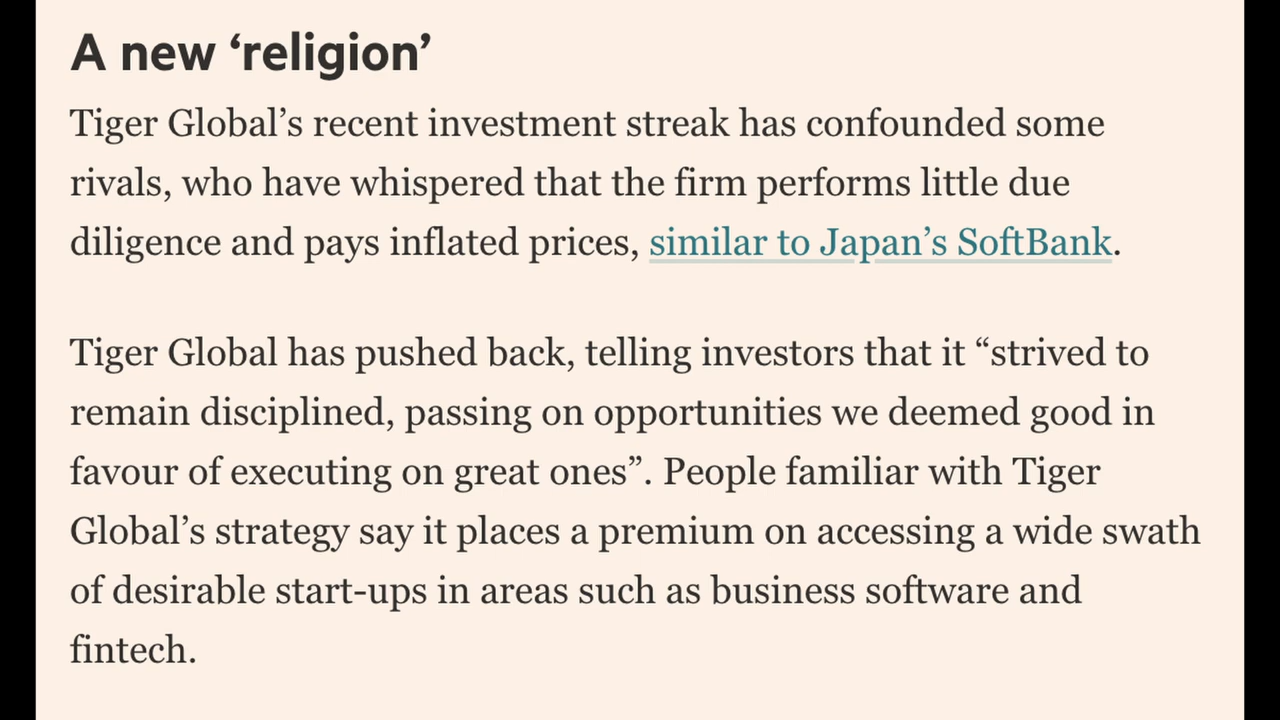 A new ‘religion’
Tiger Global’s recent investment streak has confounded some
rivals, who have whispered that the firm performs little due
diligence and pays inflated prices, similar to Japan’s SoftBank.
Tiger Global has pushed back, telling investors that it “strived to
remain disciplined, passing on opportunities we deemed good in
favour of executing on great ones”. People familiar with Tiger
Global’s strategy say it places a premium on accessing a wide swath
of desirable start-ups in areas such as business software and
fintech.